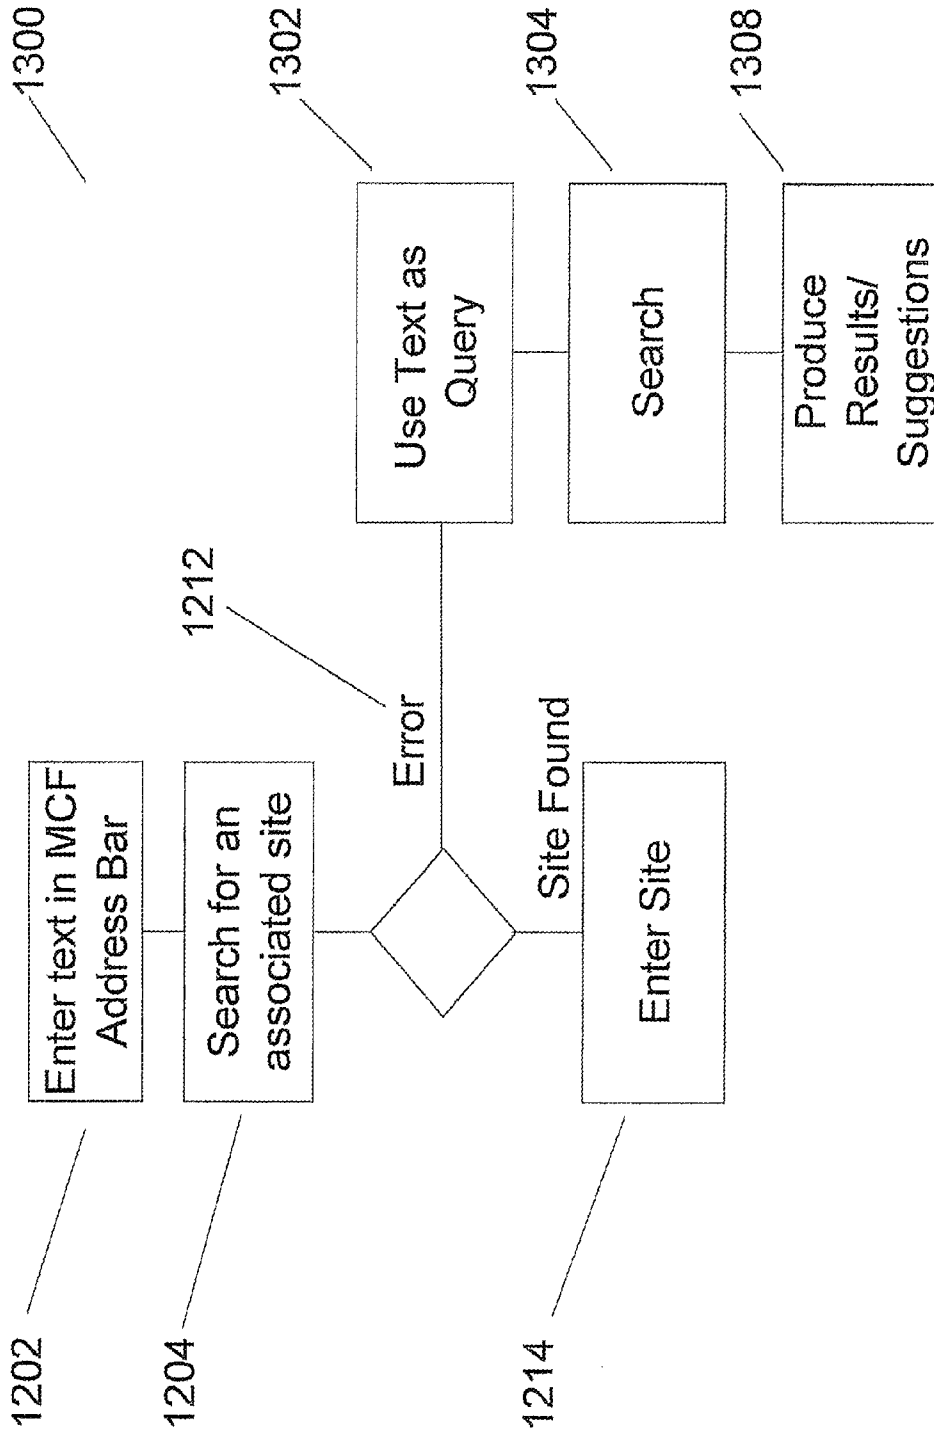 1300
1202
Enter text in MCF
Address Bar
1204
Search for an
associated site
1212
Error
1302
Use Text as
Query
1304
Search
1308
Produce
Results/
Suggestions
Site Found
1214
Enter Site